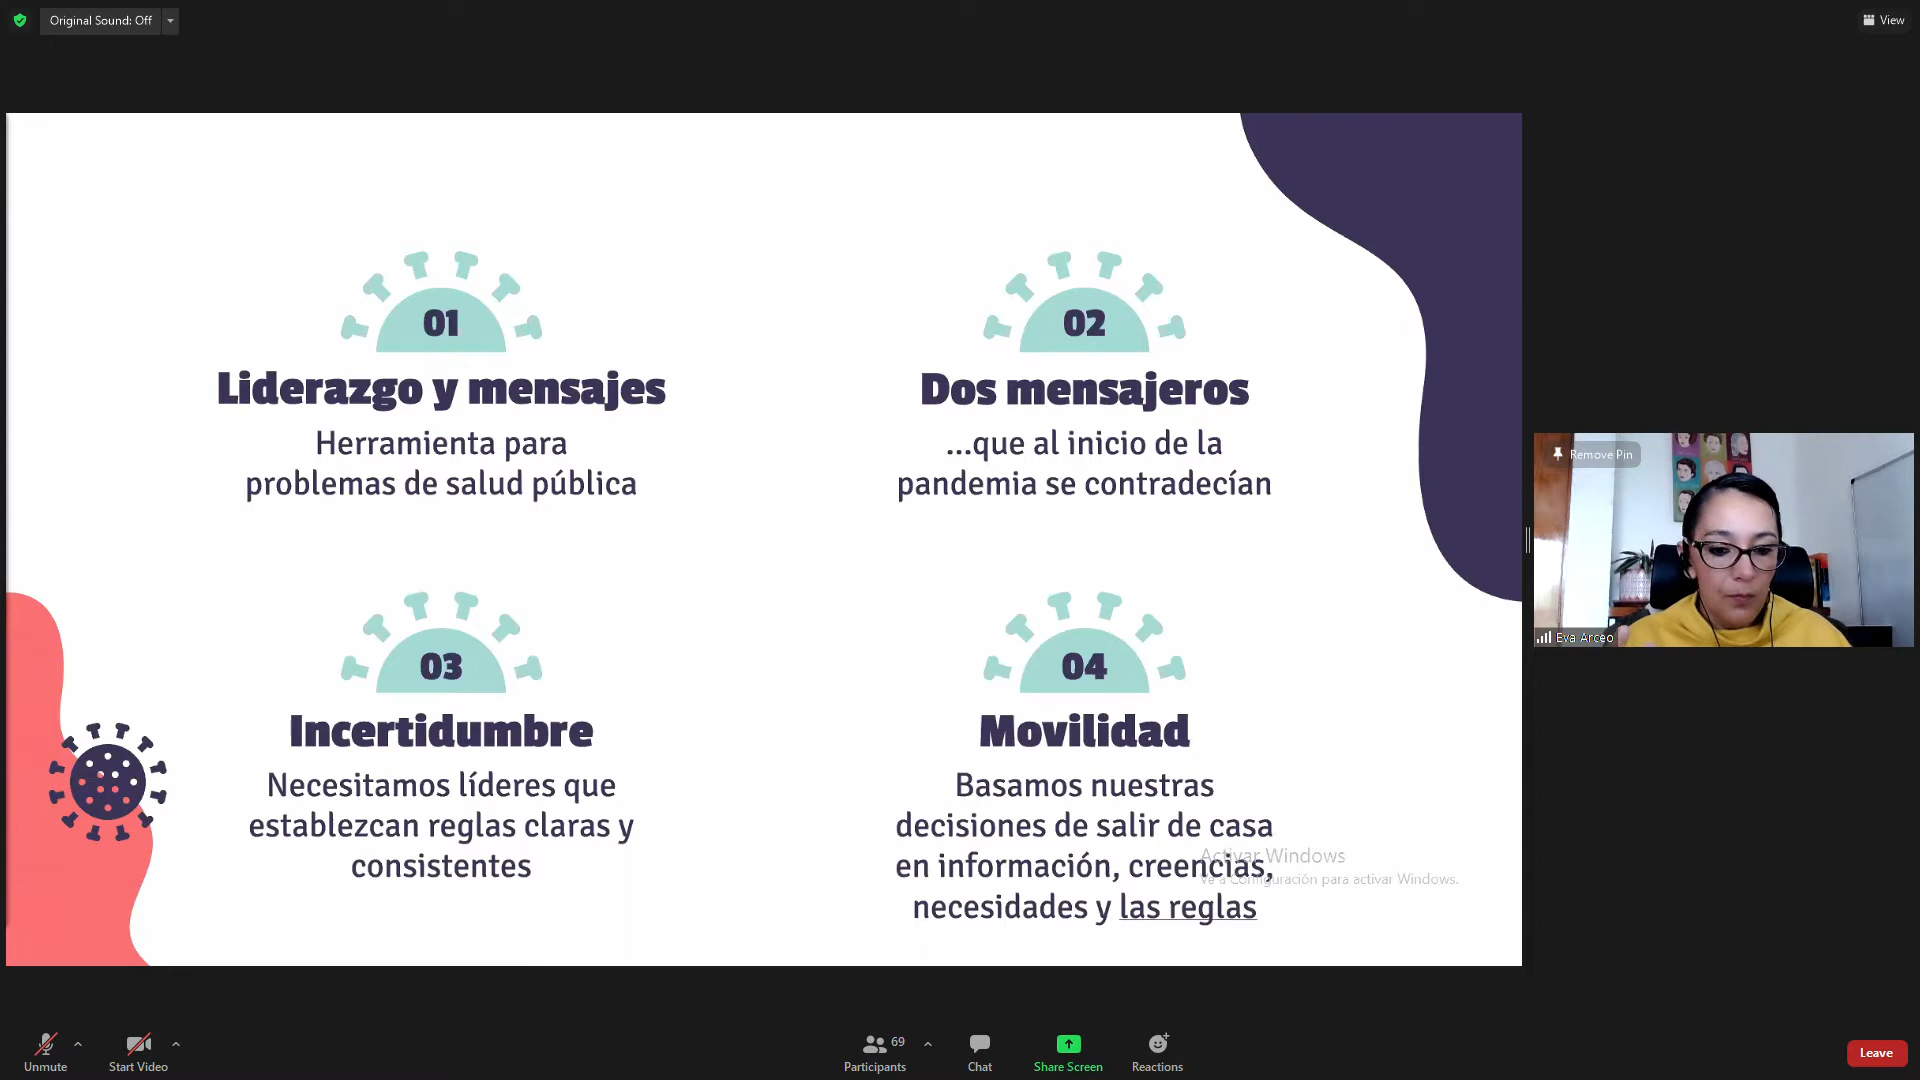 Original Sound: Off
View
01
Liderazgo y mensajes
Herramienta para
problemas de salud pública
02
Dos mensajeros
...que al inicio de la
pandemia se contradecían
03
Incertidumbre
Necesitamos líderes que
establezcan reglas claras y
consistentes
04
Movilidad
Basamos nuestras
decisiones de salir de casa
en información, creencias,
necesidades y las reglas
Activar Windows
Ve a Configuración para activar Windows.
Remove Pin
Eva Arceo
Unmute
Start Video
69
Participants
Chat
Share Screen
Reactions
Leave